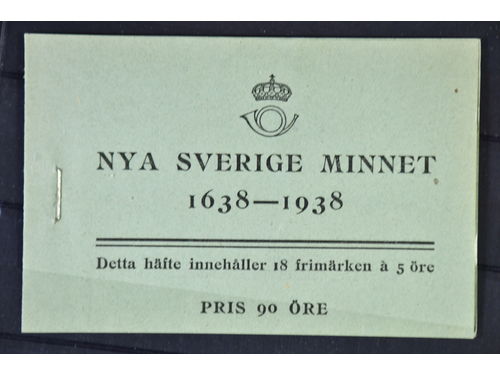 NYA SVERIGE MINNET
1638—1938
Detta häfte innehåller 18 frimärken à 5 öre
PRIS 90 ÖRE